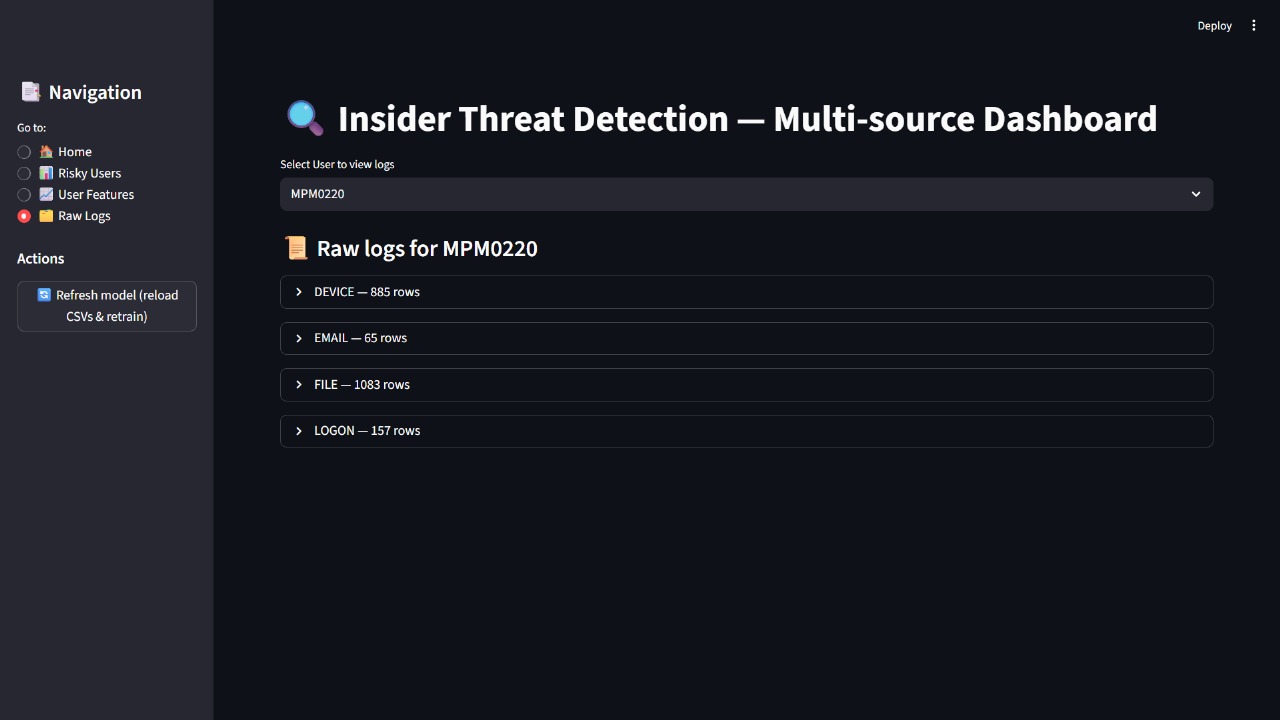 Deploy
Navigation
Go to:
Home
Risky Users
User Features
Raw Logs
Actions
Refresh model (reload
CSVs & retrain)
Insider Threat Detection — Multi-source Dashboard
Select User to view logs
MPM0220
Raw logs for MPM0220
DEVICE — 885 rows
EMAIL — 65 rows
FILE — 1083 rows
LOGON — 157 rows